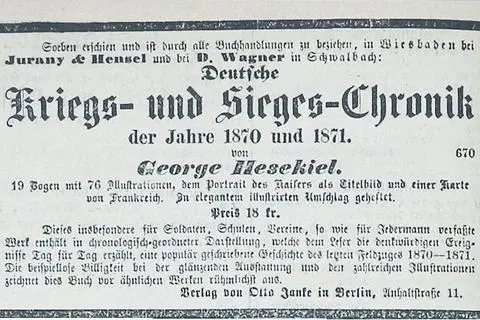 Soeben erschien und ist durch alle Buchhandlungen zu beziehen, in Wiesbaden bei
Jurany & Hensel und bei D. Wagner in Schwalbach:
Deutsche
Kriegs- und Sieges-Chronik
der Jahre 1870 und 1871.
von 670
George Hesekiel.
19 Bogen mit 76 Illustrationen, dem Portrait des Kaisers als Titelbild und einer Karte
von Frankreich. In elegantem illustrirten Umschlag geheftet.
Preis 18 kr.
Dieses insbesondere für Soldaten, Schulen, Vereine, so wie für Jedermann verfaßte
Werk enthält in chronologisch-geordneter Darstellung, welche dem Leser die denkwürdigen Ereig-
nisse Tag für Tag erzählt, eine populär geschriebene Geschichte des letzten Feldzuges 1870—1871.
Die beispiellose Billigkeit bei der glänzenden Ausstattung und den zahlreichen Illustrationen
zeichnet dies Buch vor ähnlichen Werken rühmlichst aus.
Verlag von Otto Janke in Berlin, Anhaltstraße 11.